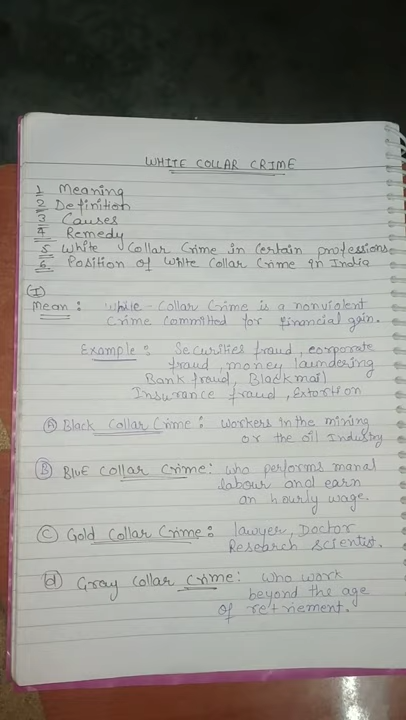 WHITE COLLAR CRIME
1 Meaning
2 Definition
3 Causes
4 Remedy
5 White Collar Crime in Certain professions
6 Position of White Collar Crime in India
(I)
Mean : White-Collar Crime is a nonviolent
Crime Committed for financial gain.
Example : Securities fraud, corporate
fraud, money laundering
Bank fraud, Blackmail
Insurance fraud, extortion
(A) Black Collar Crime : workers in the mining
or the oil Industry
(B) Blue collar crime : who performs manal
labour and earn
an hourly wage.
(C) Gold Collar Crime : lawyer, Doctor
Research scientist.
(d) Gray Collar crime : who work
beyond the age
of retriement.